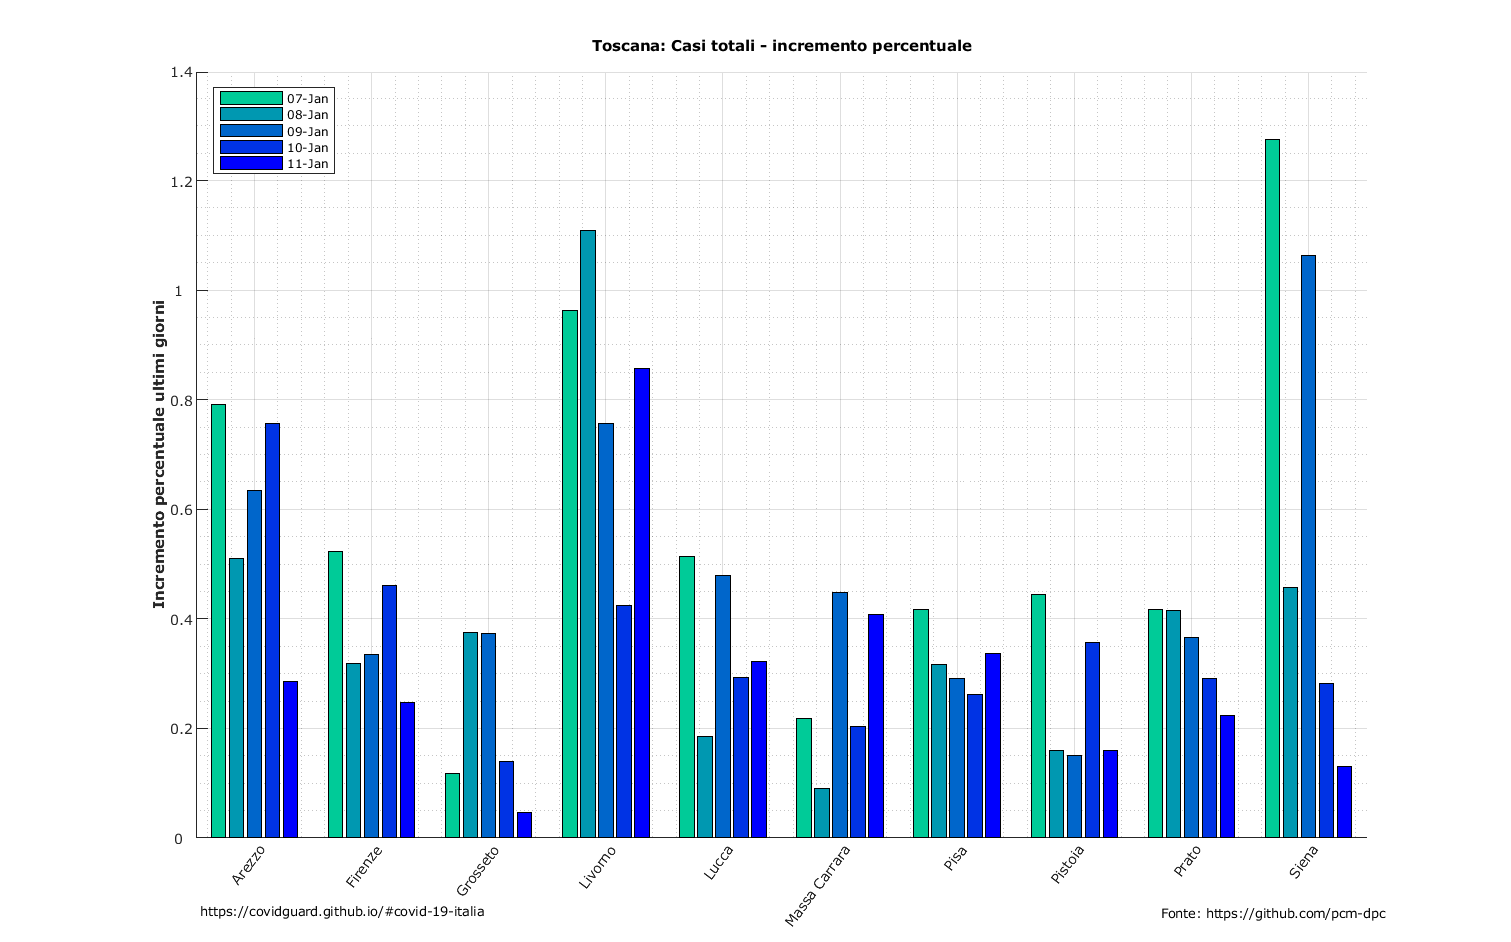 Toscana: Casi totali - incremento percentuale
Incremento percentuale ultimi giorni
1.4
1.2
1
0.8
0.6
0.4
0.2
0
07-Jan
08-Jan
09-Jan
10-Jan
11-Jan
Arezzo
Firenze
Grosseto
Livorno
Lucca
Massa Carrara
Pisa
Pistoia
Prato
Siena
https://covidguard.github.io/#covid-19-italia
Fonte: https://github.com/pcm-dpc